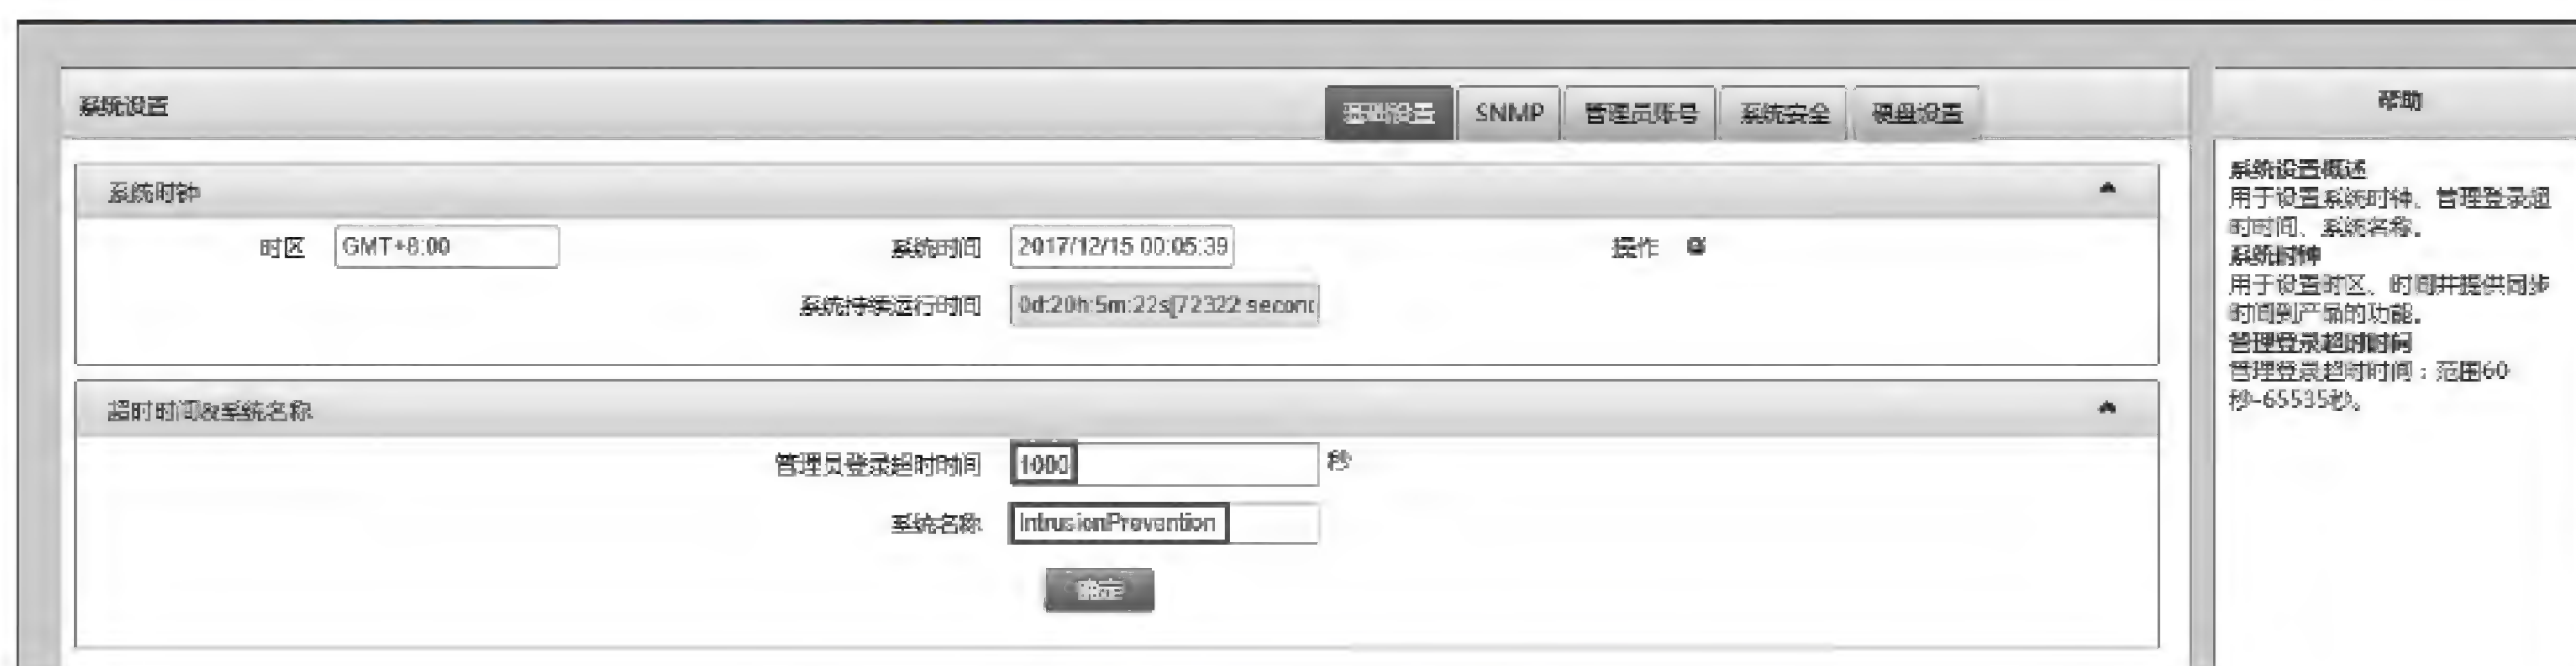 系统设置
基础设置 SNMP 管理员账号 系统安全 硬盘设置
系统时钟
时区 GMT+8:00 系统时间 2017/12/15 00:05:39 操作
系统持续运行时间 0d:20h:5m:22s[72322 second
超时时间&系统名称
管理员登录超时时间 1000 秒
系统名称 IntrusionPrevention
确定
帮助
系统设置概述
用于设置系统时钟、管理登录超
时时间、系统名称。
系统时钟
用于设置时区、时间并提供同步
时间到产品的功能。
管理登录超时时间
管理登录超时时间：范围60
秒-65535秒。